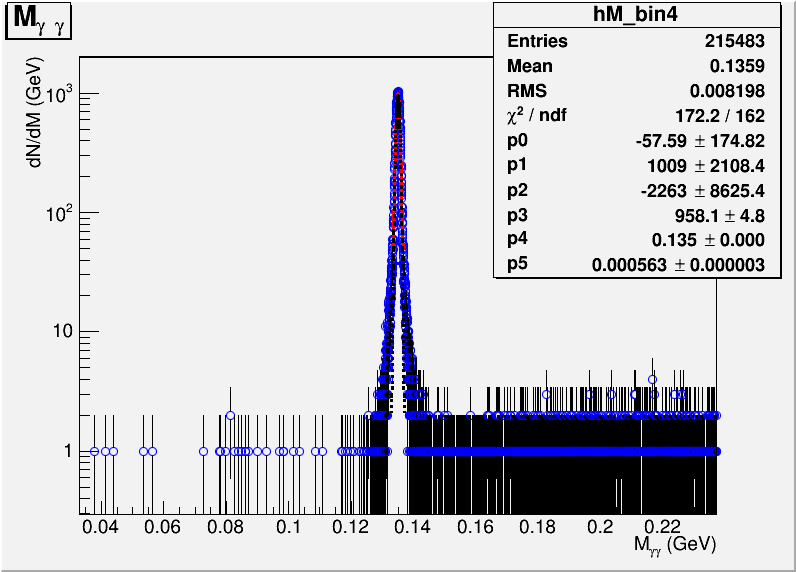 Mγ γ
hM_bin4
Entries 215483
Mean 0.1359
RMS 0.008198
χ² / ndf 172.2 / 162
p0 -57.59 ± 174.82
p1 1009 ± 2108.4
p2 -2263 ± 8625.4
p3 958.1 ± 4.8
p4 0.135 ± 0.000
p5 0.000563 ± 0.000003
dN/dM (GeV)
10³
10²
10
1
0.04 0.06 0.08 0.1 0.12 0.14 0.16 0.18 0.2 0.22
Mγγ (GeV)